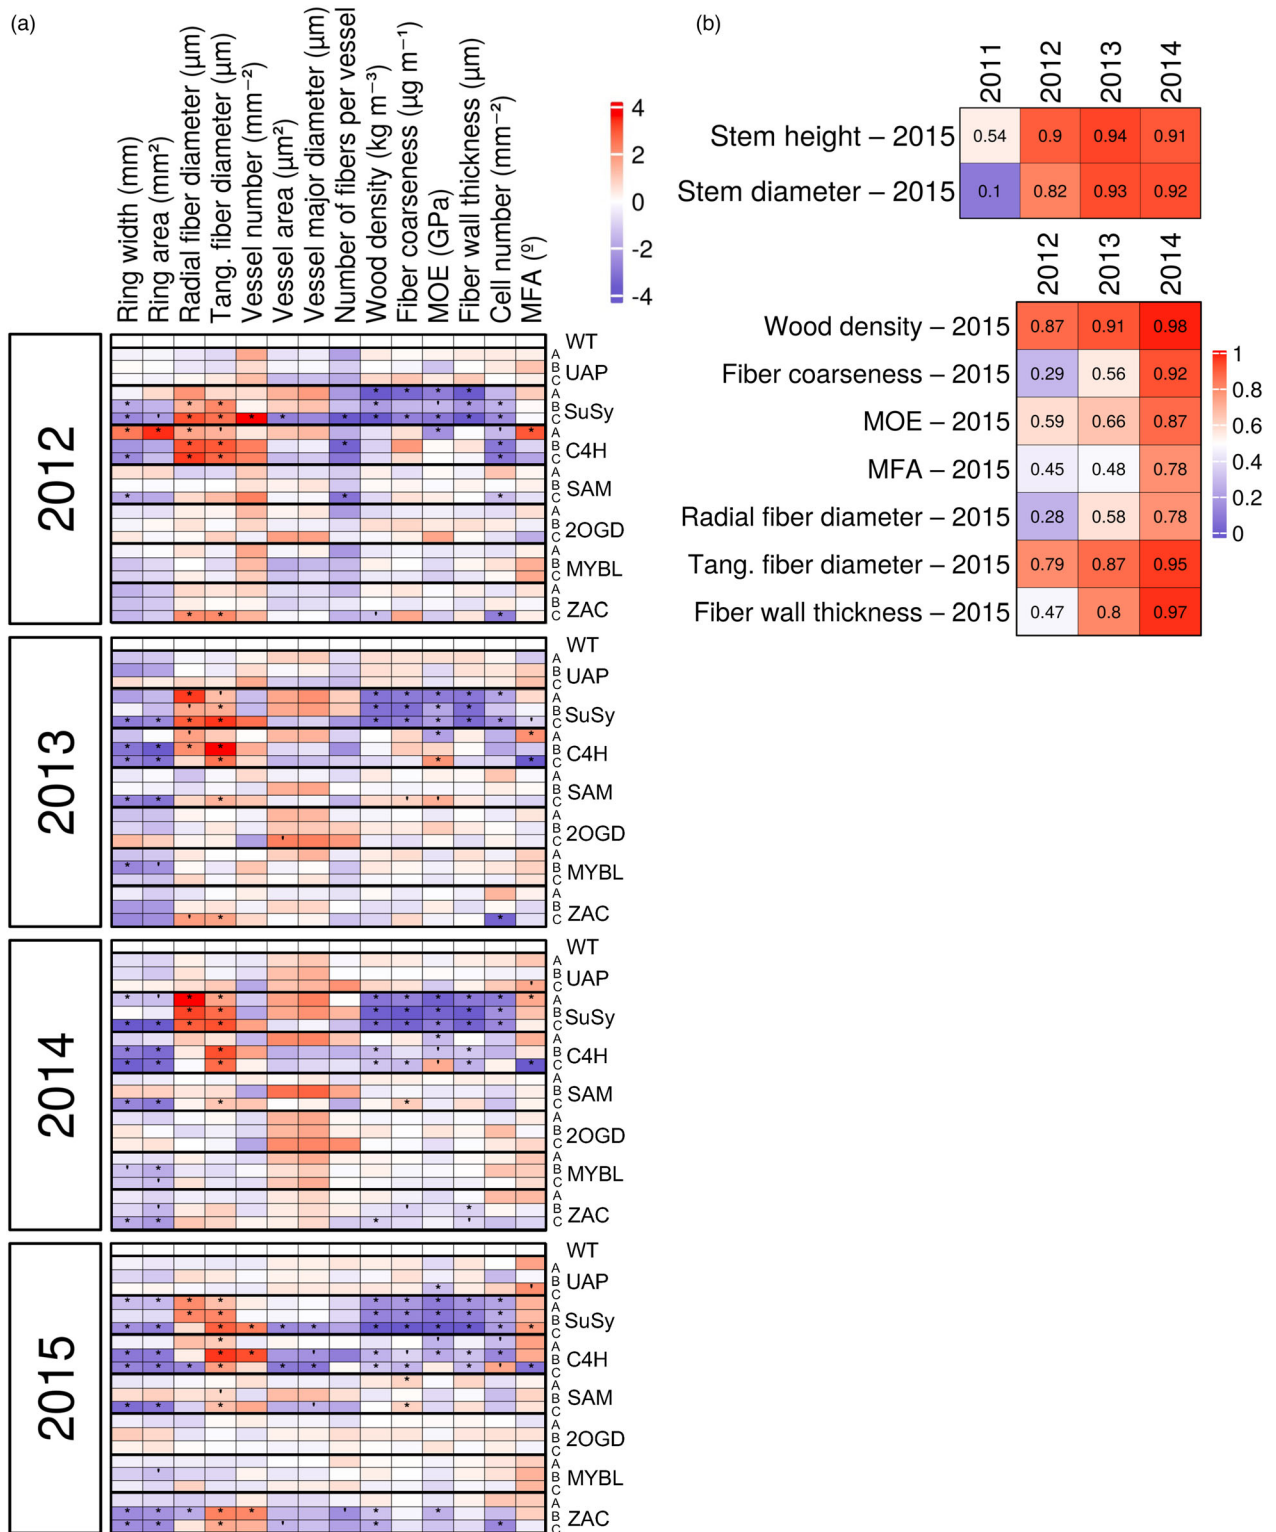 (a)
Ring width (mm)
Ring area (mm²)
Radial fiber diameter (µm)
Tang. fiber diameter (µm)
Vessel number (mm⁻²)
Vessel area (µm²)
Vessel major diameter (µm)
Number of fibers per vessel
Wood density (kg m⁻³)
Fiber coarseness (µg m⁻¹)
MOE (GPa)
Fiber wall thickness (µm)
Cell number (mm⁻²)
MFA (º)
4
2
0
-2
-4
2012
WT
A
B UAP
C
A
B SuSy
C
A
B C4H
C
A
B SAM
C
A
B 2OGD
C
A
B MYBL
C
A
B ZAC
C
2013
WT
A
B UAP
C
A
B SuSy
C
A
B C4H
C
A
B SAM
C
A
B 2OGD
C
A
B MYBL
C
A
B ZAC
C
2014
WT
A
B UAP
C
A
B SuSy
C
A
B C4H
C
A
B SAM
C
A
B 2OGD
C
A
B MYBL
C
A
B ZAC
C
2015
WT
A
B UAP
C
A
B SuSy
C
A
B C4H
C
A
B SAM
C
A
B 2OGD
C
A
B MYBL
C
A
B ZAC
C
(b)
2011 2012 2013 2014
Stem height – 2015 0.54 0.9 0.94 0.91
Stem diameter – 2015 0.1 0.82 0.93 0.92
2012 2013 2014
Wood density – 2015 0.87 0.91 0.98
Fiber coarseness – 2015 0.29 0.56 0.92
MOE – 2015 0.59 0.66 0.87
MFA – 2015 0.45 0.48 0.78
Radial fiber diameter – 2015 0.28 0.58 0.78
Tang. fiber diameter – 2015 0.79 0.87 0.95
Fiber wall thickness – 2015 0.47 0.8 0.97
1
0.8
0.6
0.4
0.2
0